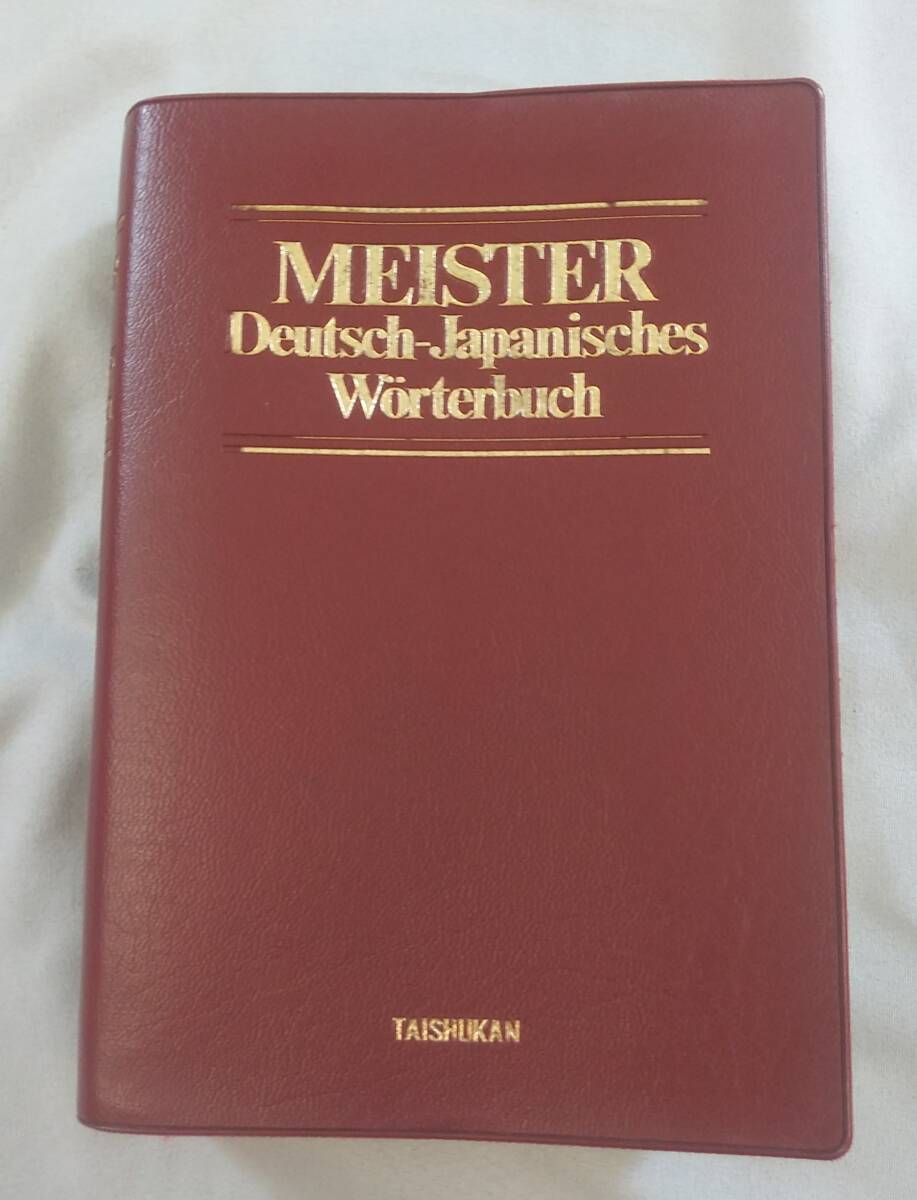 MEISTER
Deutsch-Japanisches
Wörterbuch
TAISHUKAN